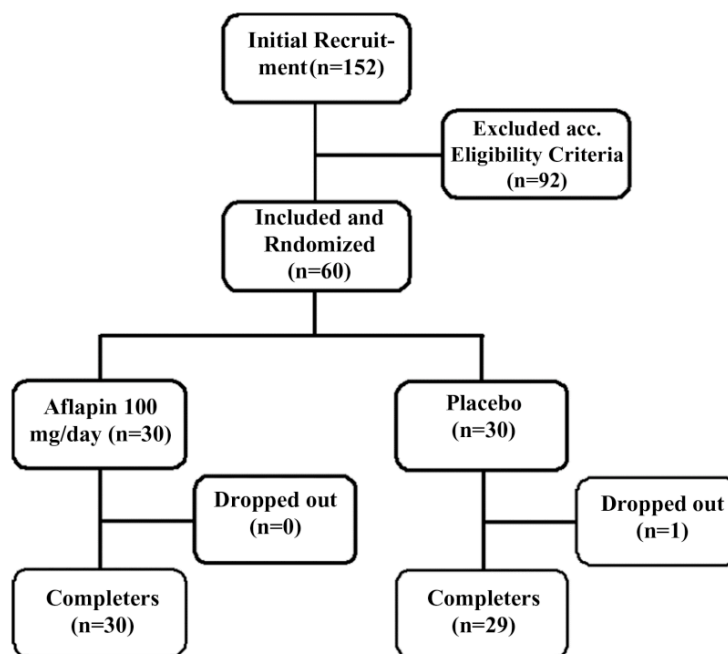 Initial Recruit-
ment (n=152)
Excluded acc.
Eligibility Criteria
(n=92)
Included and
Rndomized
(n=60)
Aflapin 100
mg/day (n=30)
Placebo
(n=30)
Dropped out
(n=0)
Dropped out
(n=1)
Completers
(n=30)
Completers
(n=29)